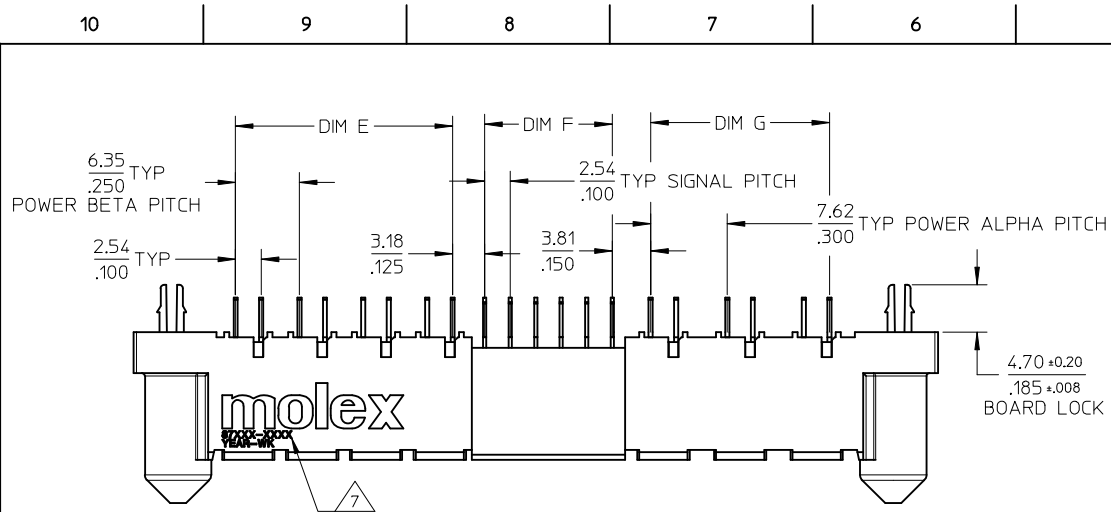 10 9 8 7 6
DIM E DIM F DIM G
6.35
.250 TYP
POWER BETA PITCH
2.54
.100 TYP SIGNAL PITCH
7.62
.300 TYP POWER ALPHA PITCH
2.54
.100 TYP
3.18
.125
3.81
.150
4.70 ±0.20
.185 ±.008
BOARD LOCK
molex
87XXX-XXXX
YEAR-WK
7